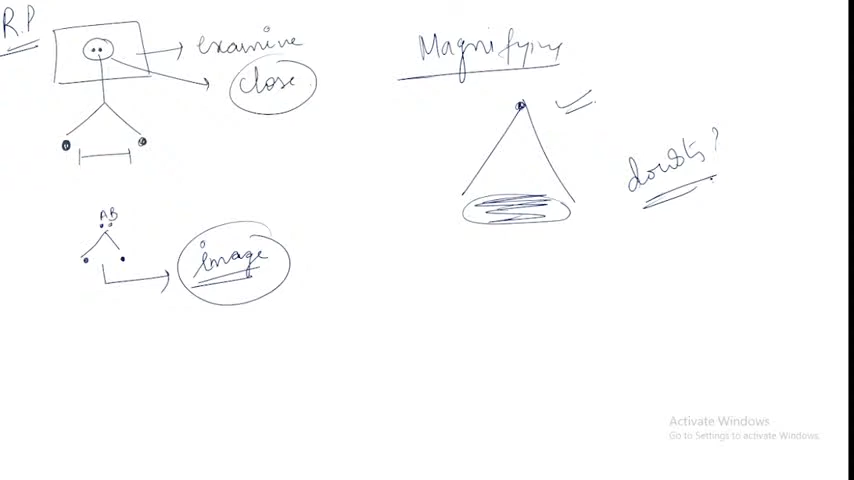 R.P
examine
close
Magnifying
doubts?
AB
image
Activate Windows
Go to Settings to activate Windows.